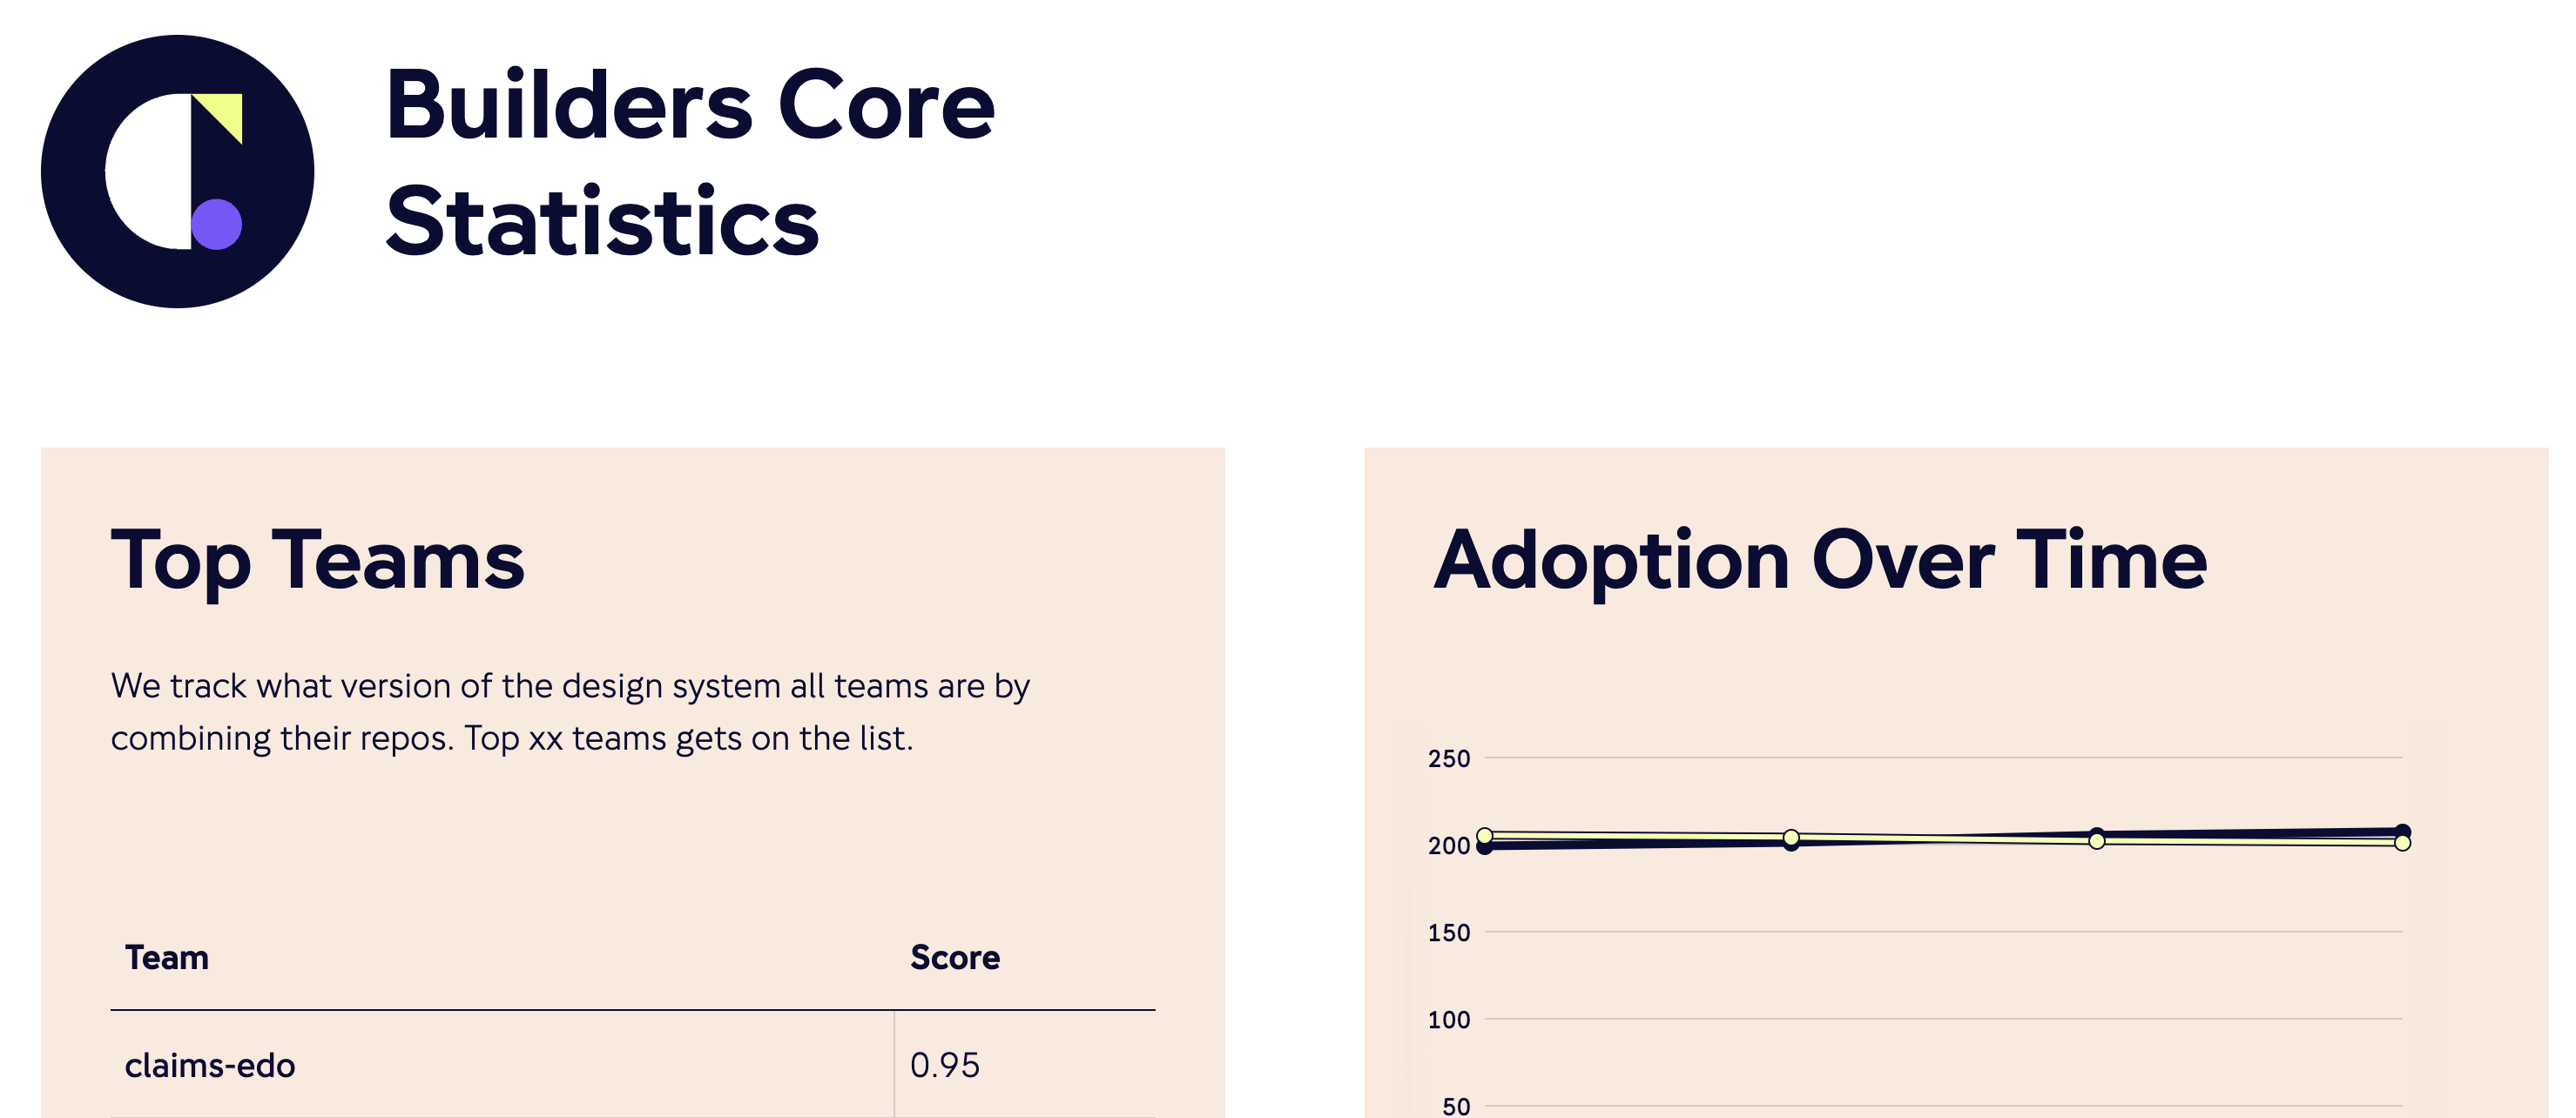 Builders Core
Statistics
Top Teams
We track what version of the design system all teams are by
combining their repos. Top xx teams gets on the list.
Team Score
claims-edo 0.95
Adoption Over Time
250
200
150
100
50